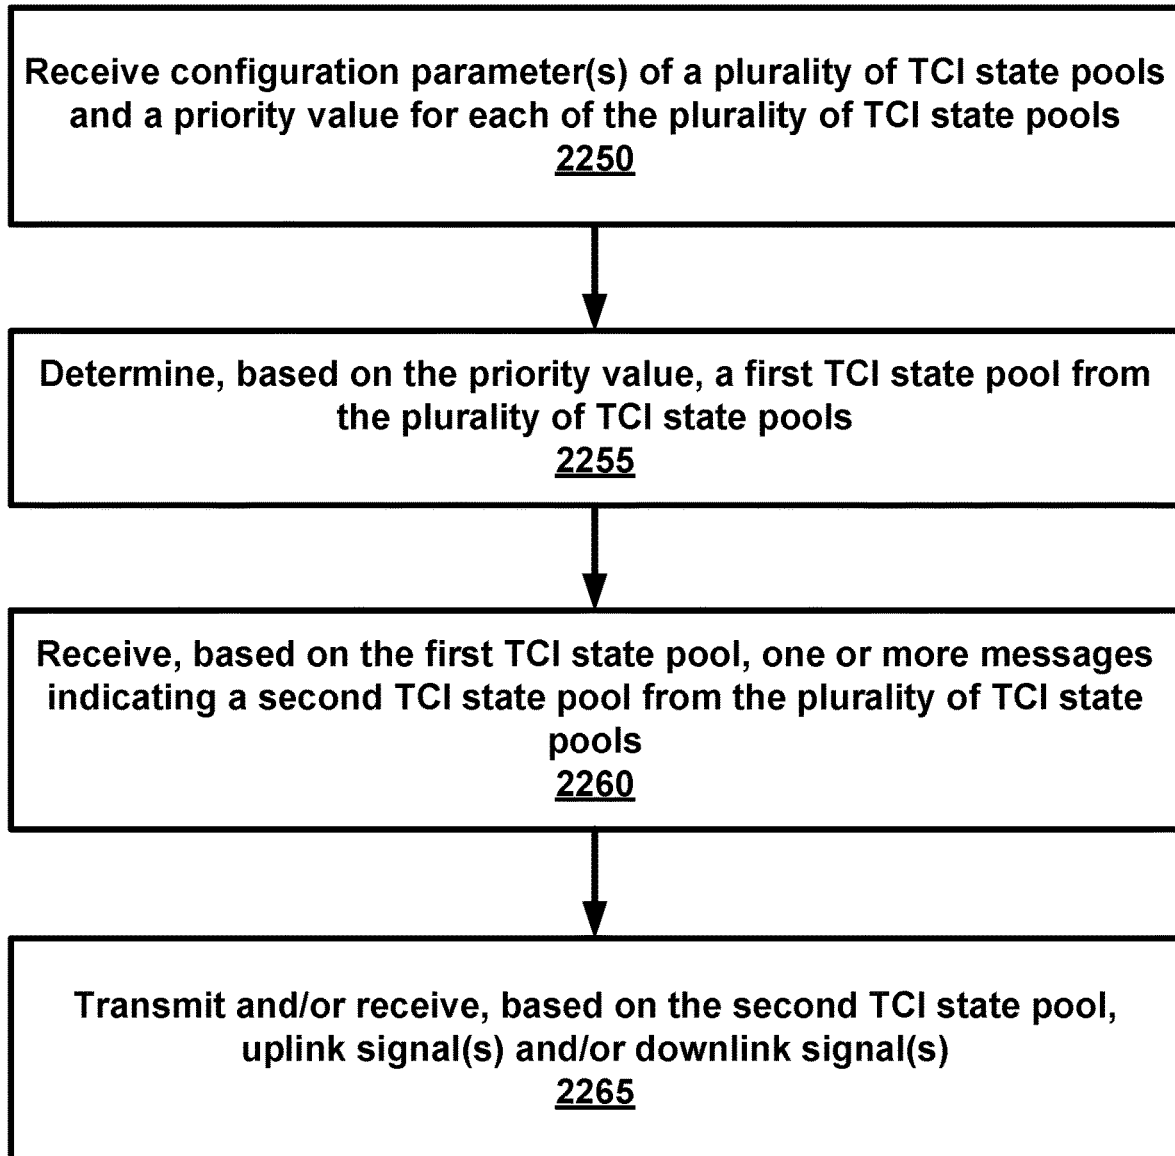 Receive configuration parameter(s) of a plurality of TCI state pools
and a priority value for each of the plurality of TCI state pools
2250
Determine, based on the priority value, a first TCI state pool from
the plurality of TCI state pools
2255
Receive, based on the first TCI state pool, one or more messages
indicating a second TCI state pool from the plurality of TCI state
pools
2260
Transmit and/or receive, based on the second TCI state pool,
uplink signal(s) and/or downlink signal(s)
2265